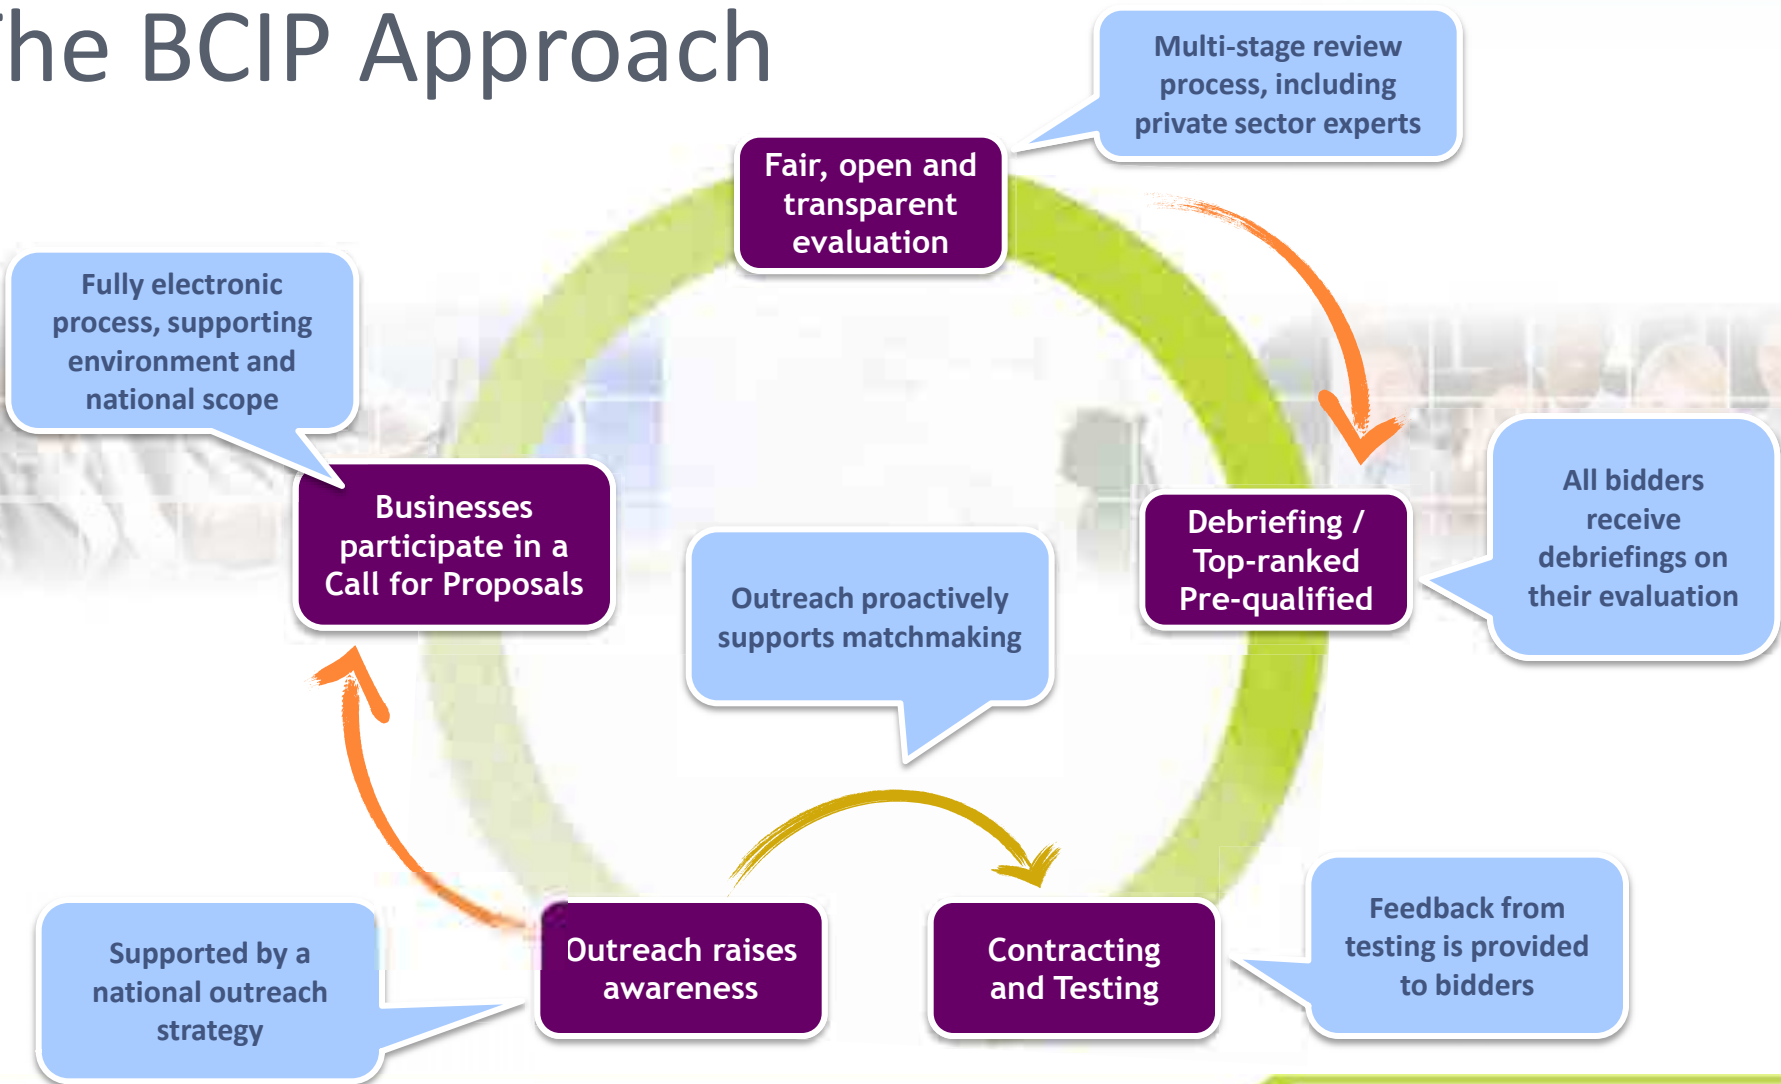 The BCIP Approach
Multi-stage review
process, including
private sector experts
Fair, open and
transparent
evaluation
Fully electronic
process, supporting
environment and
national scope
Businesses
participate in a
Call for Proposals
Debriefing /
Top-ranked
Pre-qualified
All bidders
receive
debriefings on
their evaluation
Outreach proactively
supports matchmaking
Supported by a
national outreach
strategy
Outreach raises
awareness
Contracting
and Testing
Feedback from
testing is provided
to bidders